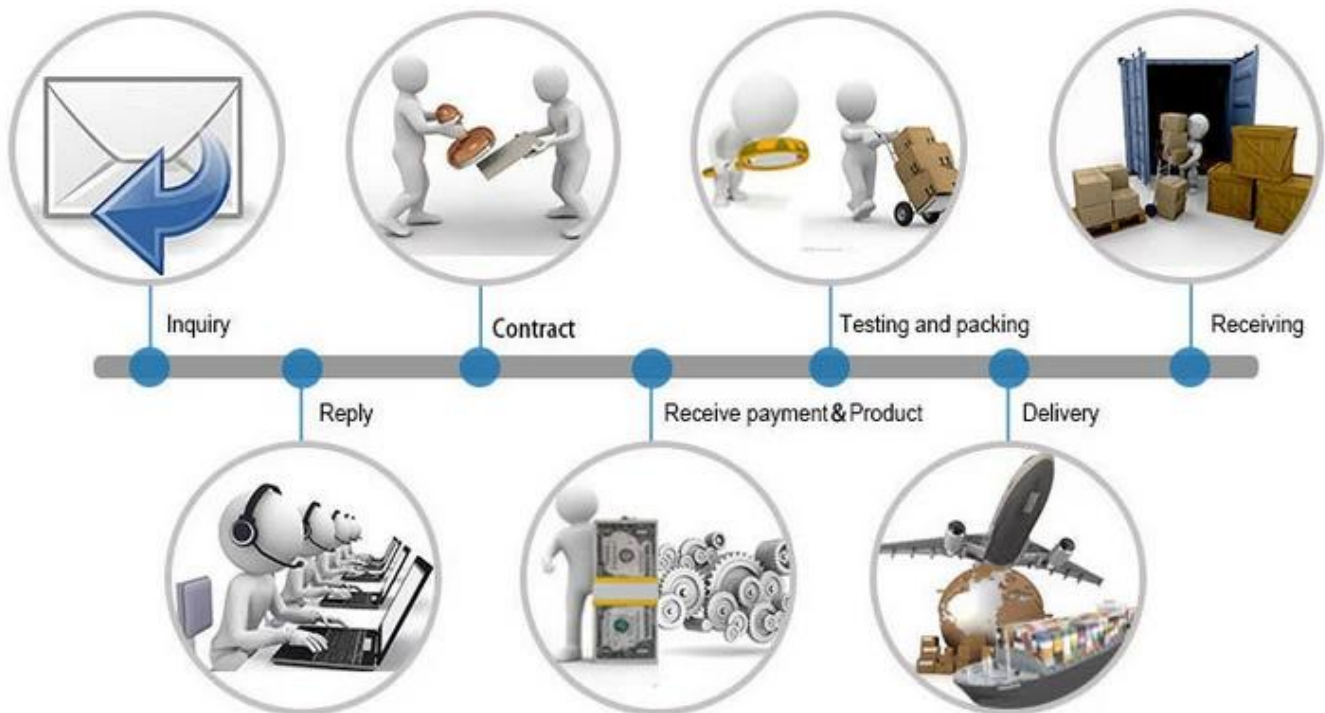 Inquiry
Reply
Contract
Receive payment&Product
Testing and packing
Delivery
Receiving